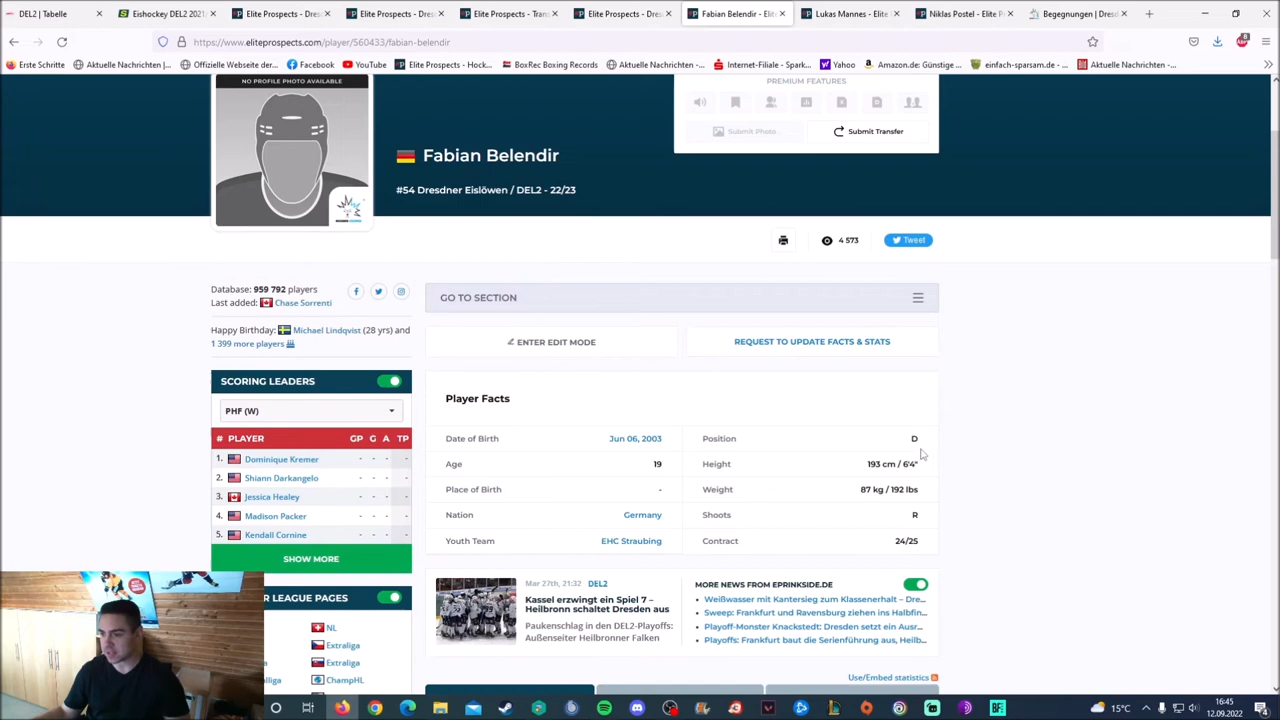 DEL2 | Tabelle
Eishockey DEL2 2021/
Elite Prospects - Dresd
Elite Prospects - Dresd
Elite Prospects - Trans
Elite Prospects - Dresd
Fabian Belendir - Elite
Lukas Mannes - Elite
Niklas Postel - Elite P
Begegnungen | Dresd
https://www.eliteprospects.com/player/560433/fabian-belendir
Erste Schritte
Aktuelle Nachrichten |...
Offizielle Webseite der...
Facebook
YouTube
Elite Prospects - Hock...
BoxRec Boxing Records
Aktuelle Nachrichten -...
Internet-Filiale - Spark...
Yahoo
Amazon.de: Günstige ...
einfach-sparsam.de - ...
Aktuelle Nachrichten -...
NO PROFILE PHOTO AVAILABLE
PREMIUM FEATURES
Submit Photo
Submit Transfer
Fabian Belendir
#54 Dresdner Eislöwen / DEL2 - 22/23
4 573
Tweet
Database: 959 792 players
Last added: Chase Sorrenti
Happy Birthday: Michael Lindqvist (28 yrs) and
1 399 more players
GO TO SECTION
ENTER EDIT MODE
REQUEST TO UPDATE FACTS & STATS
SCORING LEADERS
PHF (W)
# PLAYER GP G A TP
1. Dominique Kremer - - - -
2. Shiann Darkangelo - - - -
3. Jessica Healey - - - -
4. Madison Packer - - - -
5. Kendall Cornine - - - -
SHOW MORE
R LEAGUE PAGES
NL
Extraliga
Extraliga
ChampHL
Player Facts
Date of Birth Jun 06, 2003
Position D
Age 19
Height 193 cm / 6'4"
Place of Birth -
Weight 87 kg / 192 lbs
Nation Germany
Shoots R
Youth Team EHC Straubing
Contract 24/25
Mar 27th, 21:32 DEL2
Kassel erzwingt ein Spiel 7 –
Heilbronn schaltet Dresden aus
Paukenschlag in den DEL2-Playoffs:
Außenseiter Heilbronner Falken
MORE NEWS FROM EPRINKSIDE.DE
Weißwasser mit Kantersieg zum Klassenerhalt – Dre...
Sweep: Frankfurt und Ravensburg ziehen ins Halbfin...
Playoff-Monster Knackstedt: Dresden setzt ein Ausr...
Playoffs: Frankfurt baut die Serienführung aus, Heilb...
Use/Embed statistics
15°C
16:45
12.09.2022